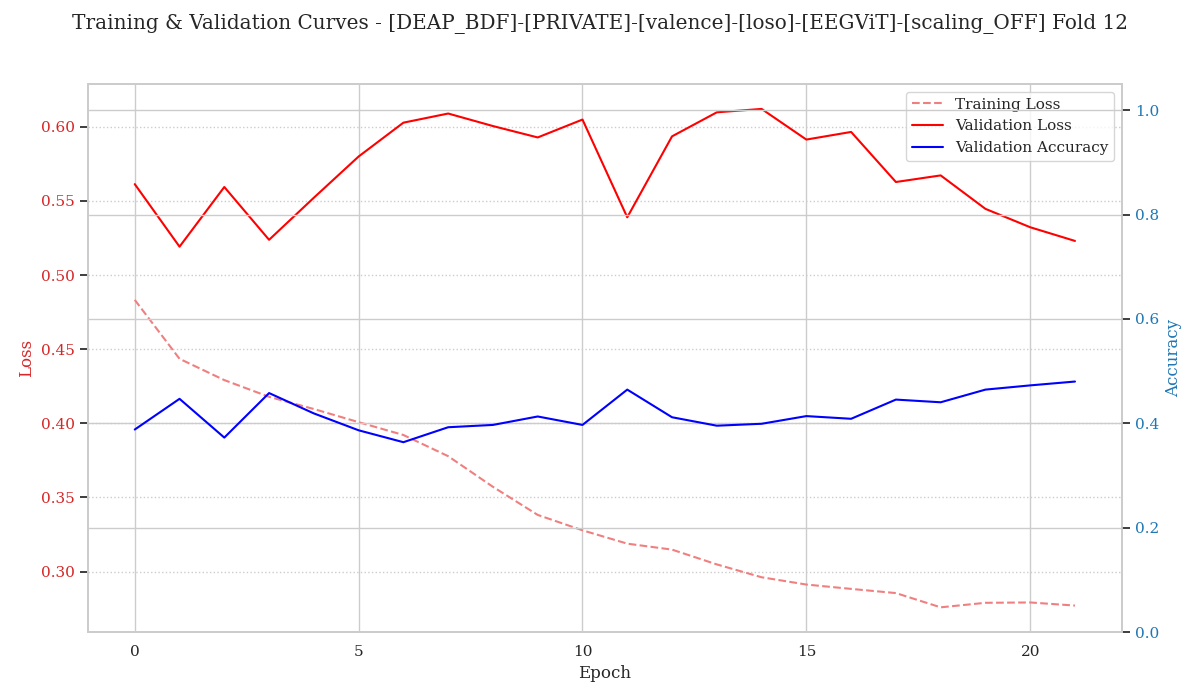 Training & Validation Curves - [DEAP_BDF]-[PRIVATE]-[valence]-[loso]-[EEGViT]-[scaling_OFF] Fold 12
Training Loss
Validation Loss
Validation Accuracy
0.60
0.55
0.50
0.45
0.40
0.35
0.30
Loss
1.0
0.8
0.6
0.4
0.2
0.0
Accuracy
0 5 10 15 20
Epoch